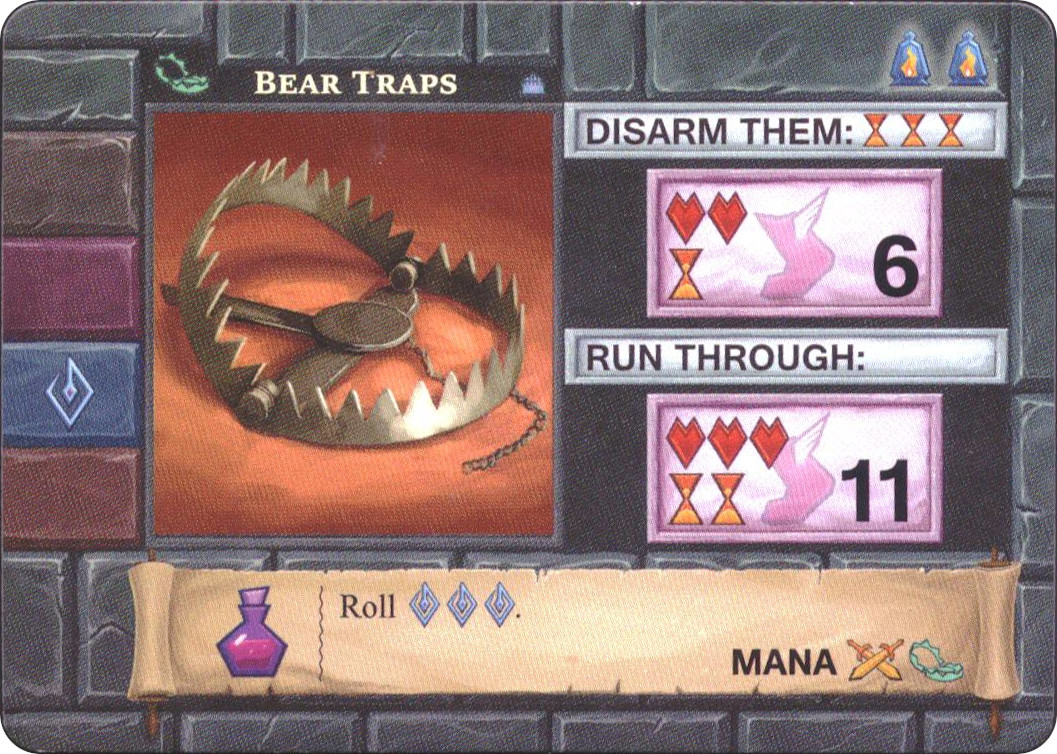 BEAR TRAPS
DISARM THEM:
6
RUN THROUGH:
11
Roll .
MANA